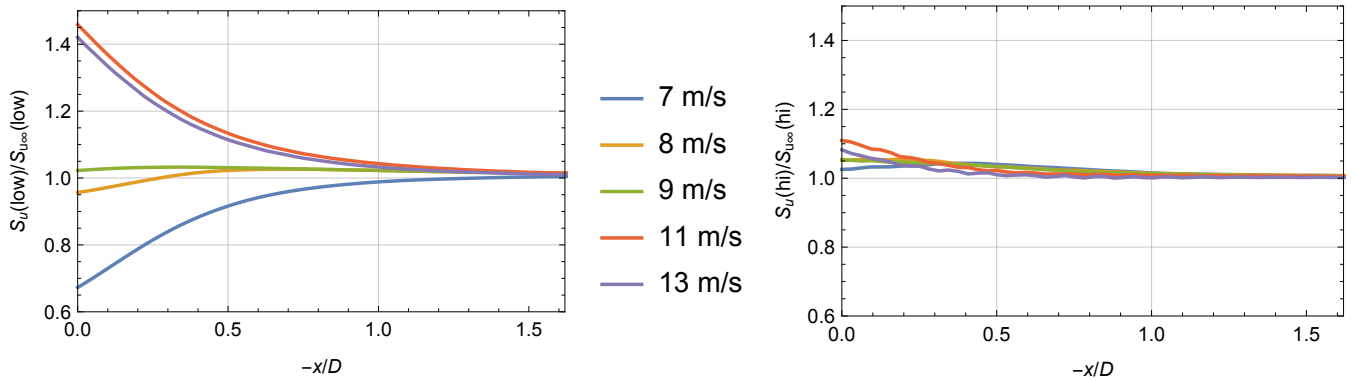 S_u(low)/S_u∞(low)
1.4
1.2
1.0
0.8
0.6
0.0 0.5 1.0 1.5
-x/D
7 m/s
8 m/s
9 m/s
11 m/s
13 m/s
S_u(hi)/S_u∞(hi)
1.4
1.2
1.0
0.8
0.6
0.0 0.5 1.0 1.5
-x/D